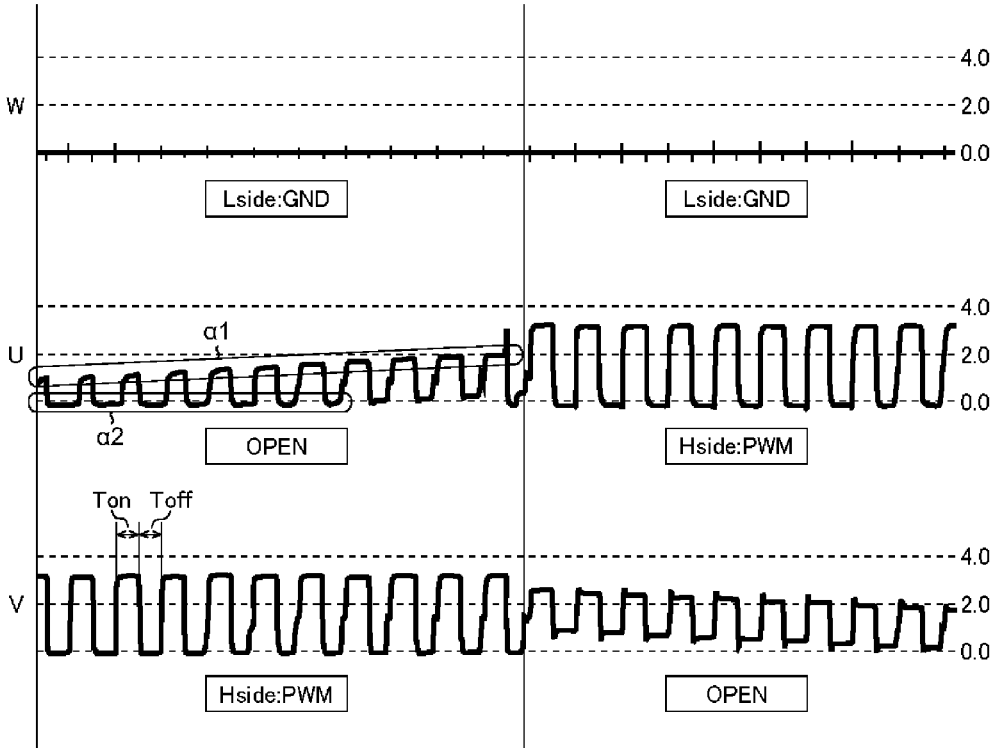 4.0
W
2.0
0.0
Lside:GND
Lside:GND
4.0
α1
U
2.0
0.0
α2
OPEN
Hside:PWM
Ton
Toff
4.0
V
2.0
0.0
Hside:PWM
OPEN